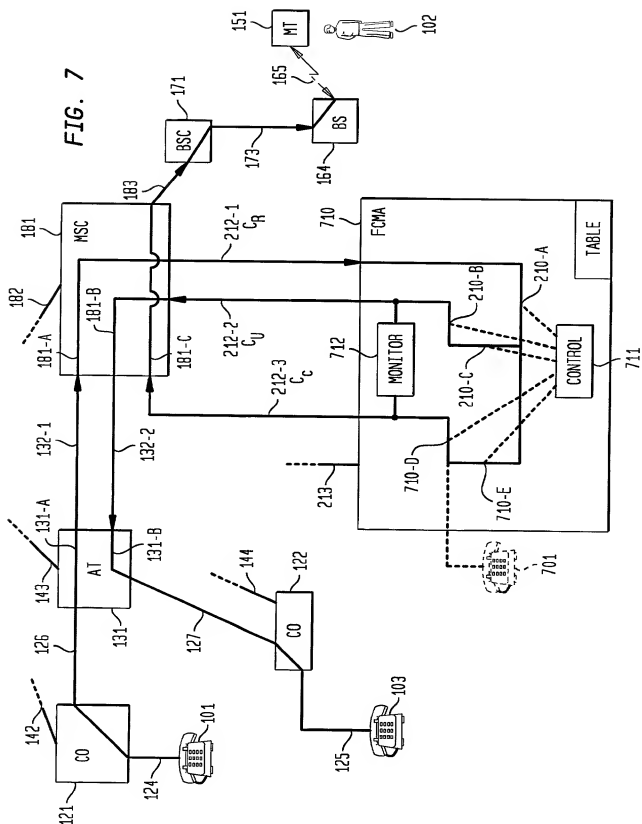 FIG. 7
151
MT
102
165
171
BSC
173
BS
164
183
181
MSC
182
181-A
181-B
181-C
212-1
C_R
212-2
C_U
212-3
C_C
710
FCMA
TABLE
210-A
210-B
210-C
712
MONITOR
CONTROL
711
710-D
710-E
213
701
132-1
132-2
131-A
131-B
143
AT
131
126
144
122
CO
127
103
125
142
CO
121
124
101